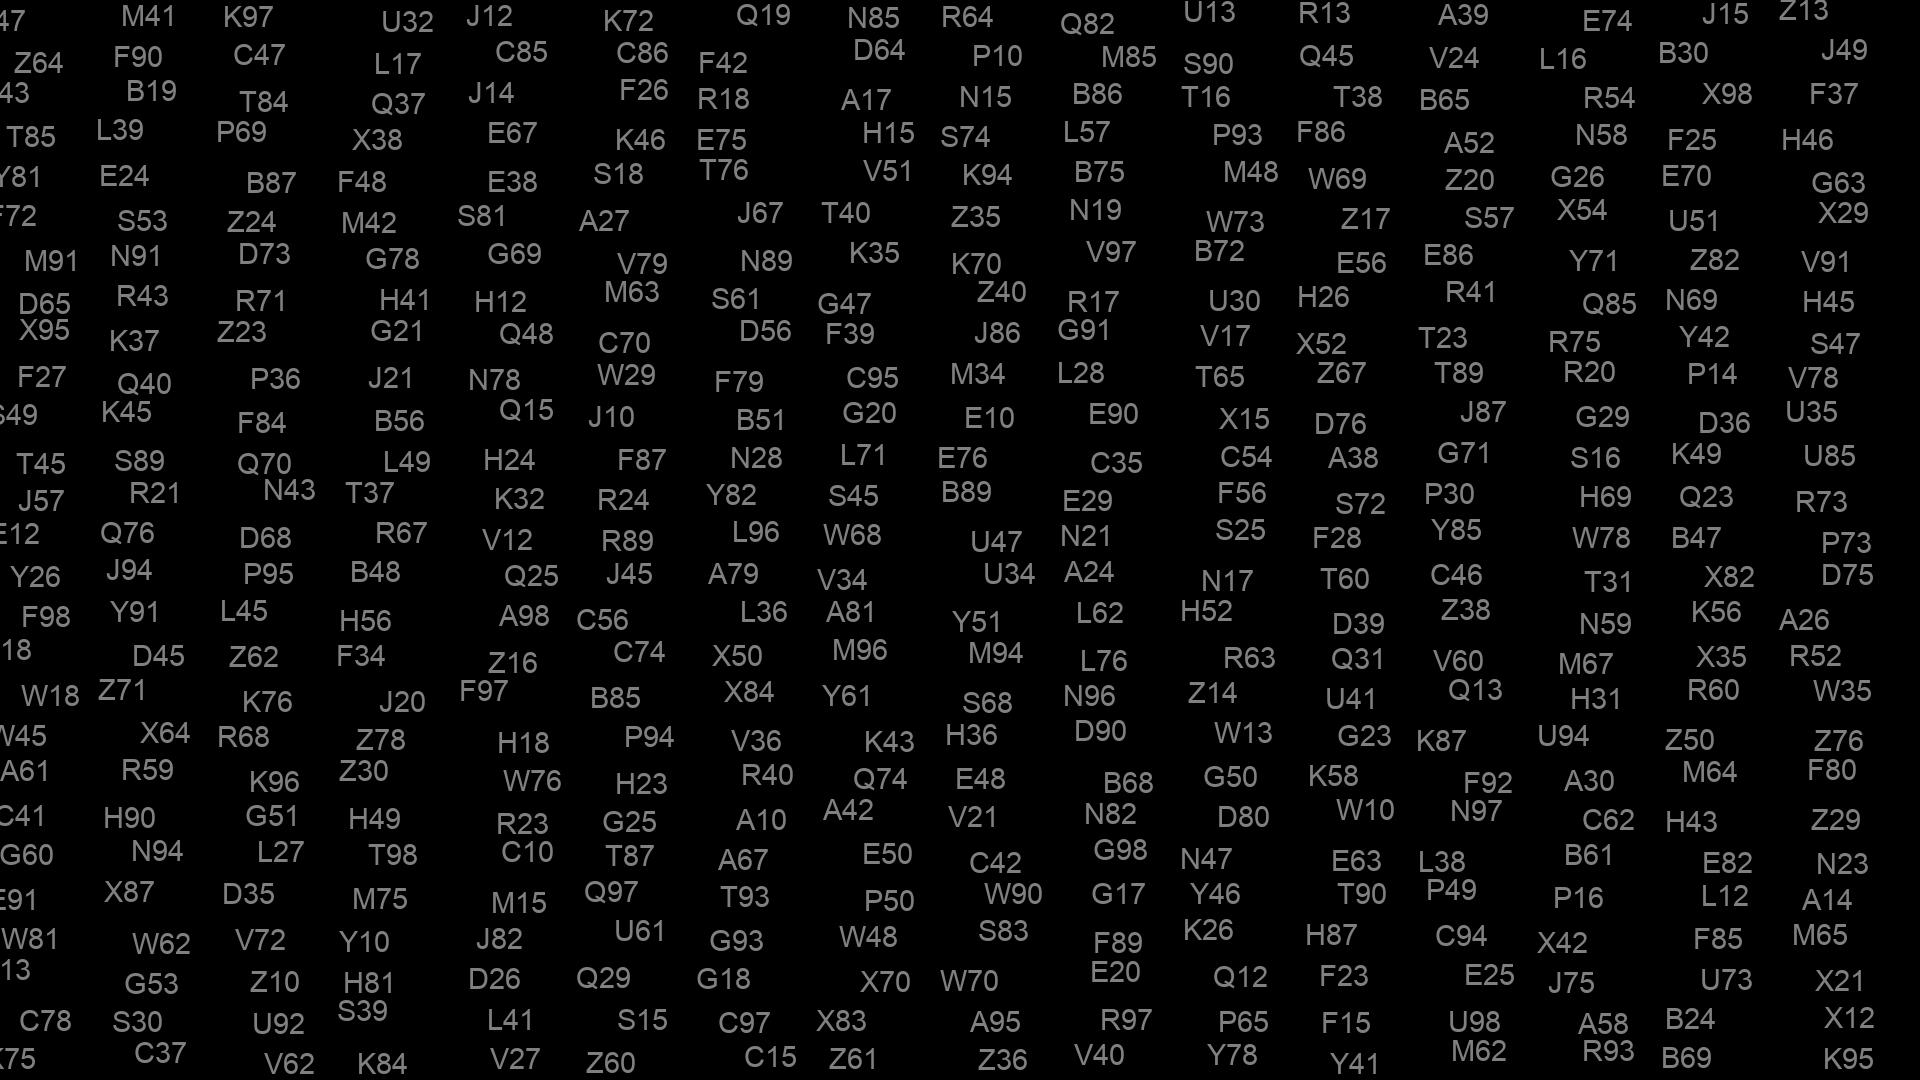 47 M41 K97 U32 J12 K72 Q19 N85 R64 Q82 U13 R13 A39 E74 J15 Z13
Z64 F90 C47 L17 C85 C86 F42 D64 P10 M85 S90 Q45 V24 L16 B30 J49
43 B19 T84 Q37 J14 F26 R18 A17 N15 B86 T16 T38 B65 R54 X98 F37
T85 L39 P69 X38 E67 K46 E75 H15 S74 L57 P93 F86 A52 N58 F25 H46
Y81 E24 B87 F48 E38 S18 T76 V51 K94 B75 M48 W69 Z20 G26 E70 G63
F72 S53 Z24 M42 S81 A27 J67 T40 Z35 N19 W73 Z17 S57 X54 U51 X29
M91 N91 D73 G78 G69 V79 N89 K35 K70 V97 B72 E56 E86 Y71 Z82 V91
D65 R43 R71 H41 H12 M63 S61 G47 Z40 R17 U30 H26 R41 Q85 N69 H45
X95 K37 Z23 G21 Q48 C70 D56 F39 J86 G91 V17 X52 T23 R75 Y42 S47
F27 Q40 P36 J21 N78 W29 F79 C95 M34 L28 T65 Z67 T89 R20 P14 V78
S49 K45 F84 B56 Q15 J10 B51 G20 E10 E90 X15 D76 J87 G29 D36 U35
T45 S89 Q70 L49 H24 F87 N28 L71 E76 C35 C54 A38 G71 S16 K49 U85
J57 R21 N43 T37 K32 R24 Y82 S45 B89 E29 F56 S72 P30 H69 Q23 R73
E12 Q76 D68 R67 V12 R89 L96 W68 U47 N21 S25 F28 Y85 W78 B47 P73
Y26 J94 P95 B48 Q25 J45 A79 V34 U34 A24 N17 T60 C46 T31 X82 D75
F98 Y91 L45 H56 A98 C56 L36 A81 Y51 L62 H52 D39 Z38 N59 K56 A26
18 D45 Z62 F34 Z16 C74 X50 M96 M94 L76 R63 Q31 V60 M67 X35 R52
W18 Z71 K76 J20 F97 B85 X84 Y61 S68 N96 Z14 U41 Q13 H31 R60 W35
W45 X64 R68 Z78 H18 P94 V36 K43 H36 D90 W13 G23 K87 U94 Z50 Z76
A61 R59 K96 Z30 W76 H23 R40 Q74 E48 B68 G50 K58 F92 A30 M64 F80
C41 H90 G51 H49 R23 G25 A10 A42 V21 N82 D80 W10 N97 C62 H43 Z29
G60 N94 L27 T98 C10 T87 A67 E50 C42 G98 N47 E63 L38 B61 E82 N23
E91 X87 D35 M75 M15 Q97 T93 P50 W90 G17 Y46 T90 P49 P16 L12 A14
W81 W62 V72 Y10 J82 U61 G93 W48 S83 F89 K26 H87 C94 X42 F85 M65
13 G53 Z10 H81 D26 Q29 G18 X70 W70 E20 Q12 F23 E25 J75 U73 X21
C78 S30 U92 S39 L41 S15 C97 X83 A95 R97 P65 F15 U98 A58 B24 X12
K75 C37 V62 K84 V27 Z60 C15 Z61 Z36 V40 Y78 Y41 M62 R93 B69 K95